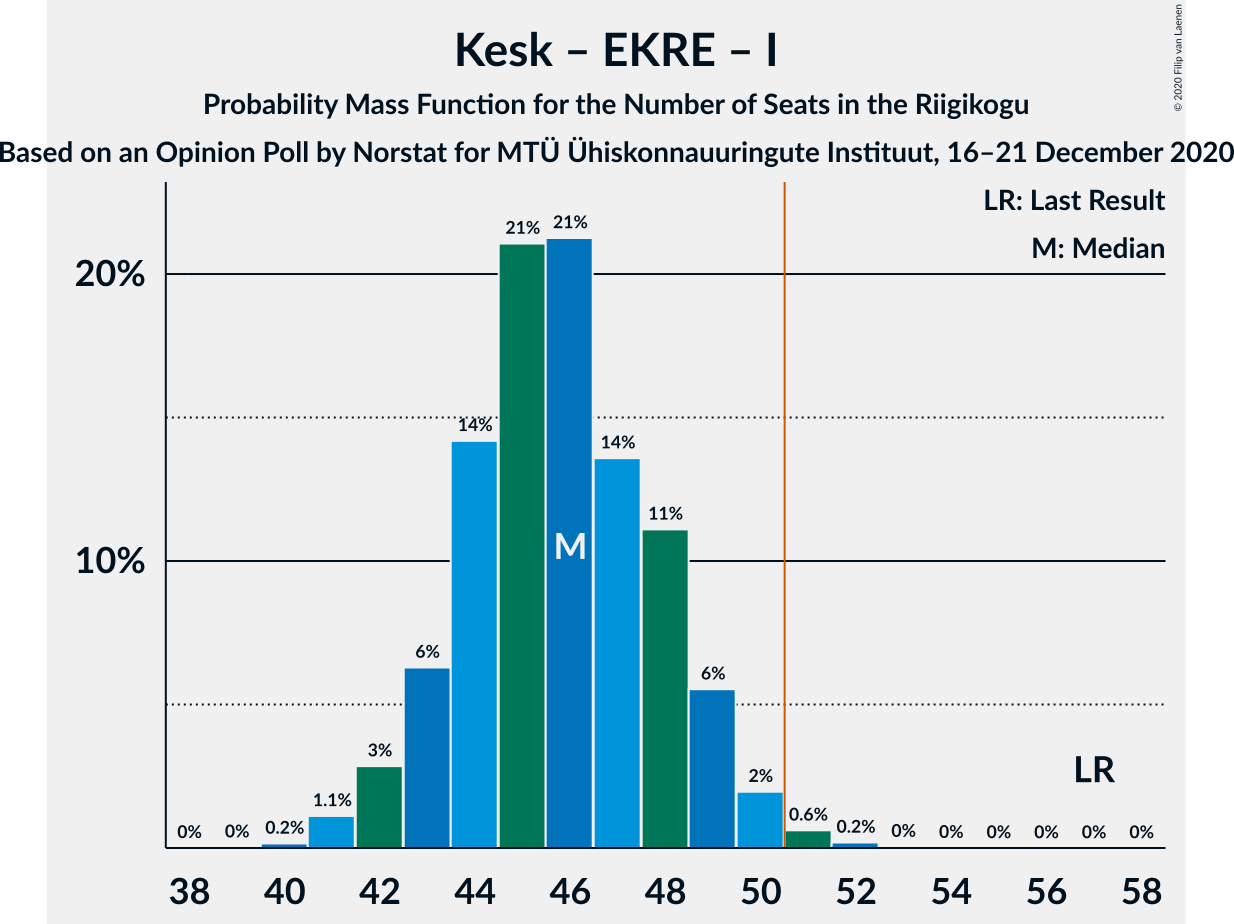 Kesk – EKRE – I
Probability Mass Function for the Number of Seats in the Riigikogu
Based on an Opinion Poll by Norstat for MTÜ Ühiskonnauuringute Instituut, 16–21 December 2020
© 2020 Filip van Laenen
LR: Last Result
M: Median
20%
10%
0% 0% 0.2% 1.1% 3% 6% 14% 21% 21% 14% 11% 6% 2% 0.6% 0.2% 0% 0% 0% 0% 0% 0%
M
LR
38 40 42 44 46 48 50 52 54 56 58